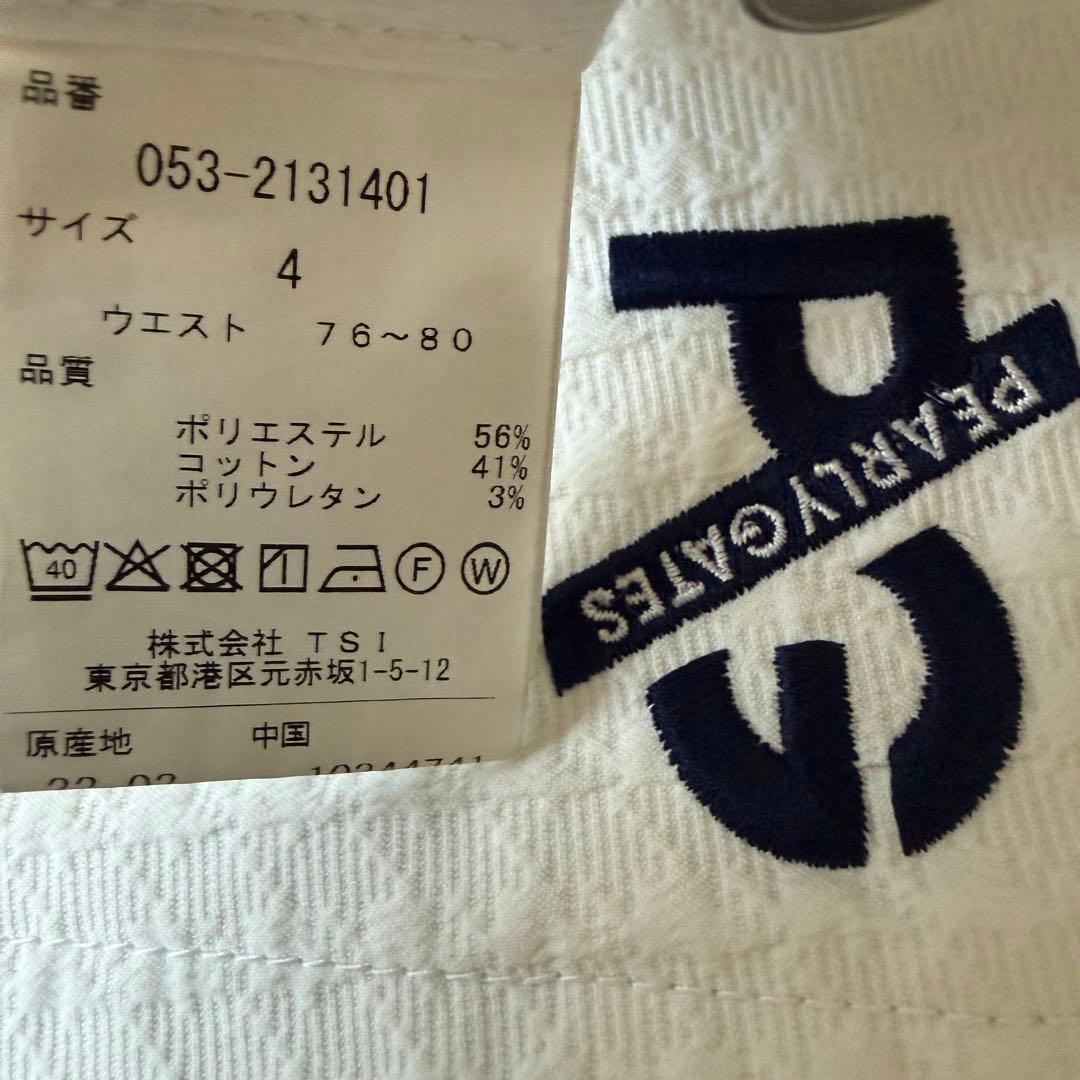 品番
053-2131401
サイズ
4
ウエスト 76~80
品質
ポリエステル 56%
コットン 41%
ポリウレタン 3%
40
F W
株式会社 TSI
東京都港区元赤坂1-5-12
原産地 中国
P
PEARLYGATES
G